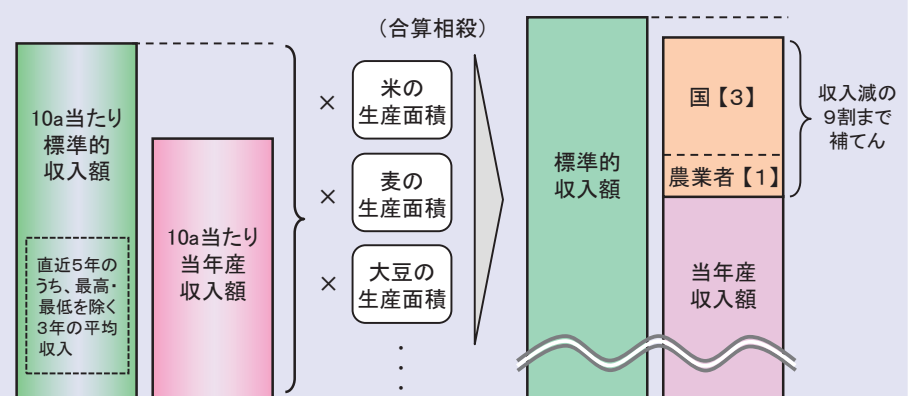 (合算相殺)
10a当たり
標準的
収入額
直近5年の
うち、最高・
最低を除く
3年の平均
収入
10a当たり
当年産
収入額
×
米の
生産面積
×
麦の
生産面積
×
大豆の
生産面積
・
・
・
標準的
収入額
国【3】
農業者【1】
当年産
収入額
収入減の
9割まで
補てん